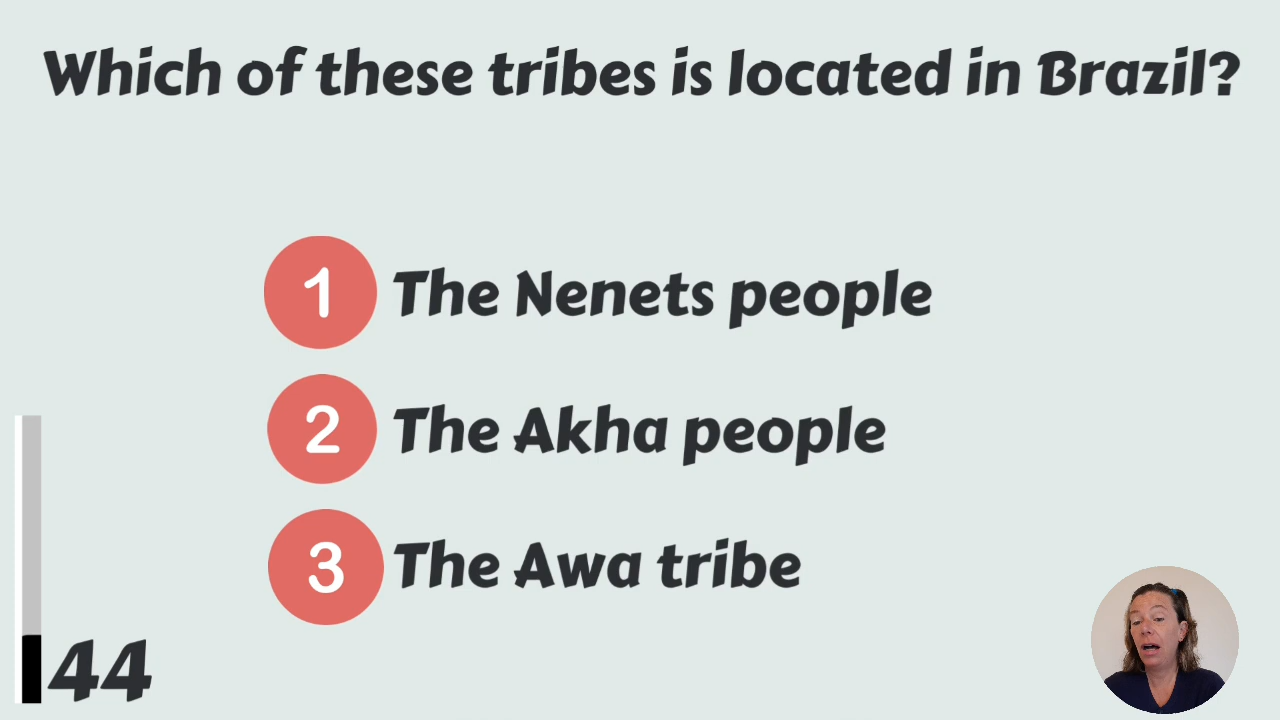 Which of these tribes is located in Brazil?
1 The Nenets people
2 The Akha people
3 The Awa tribe
44